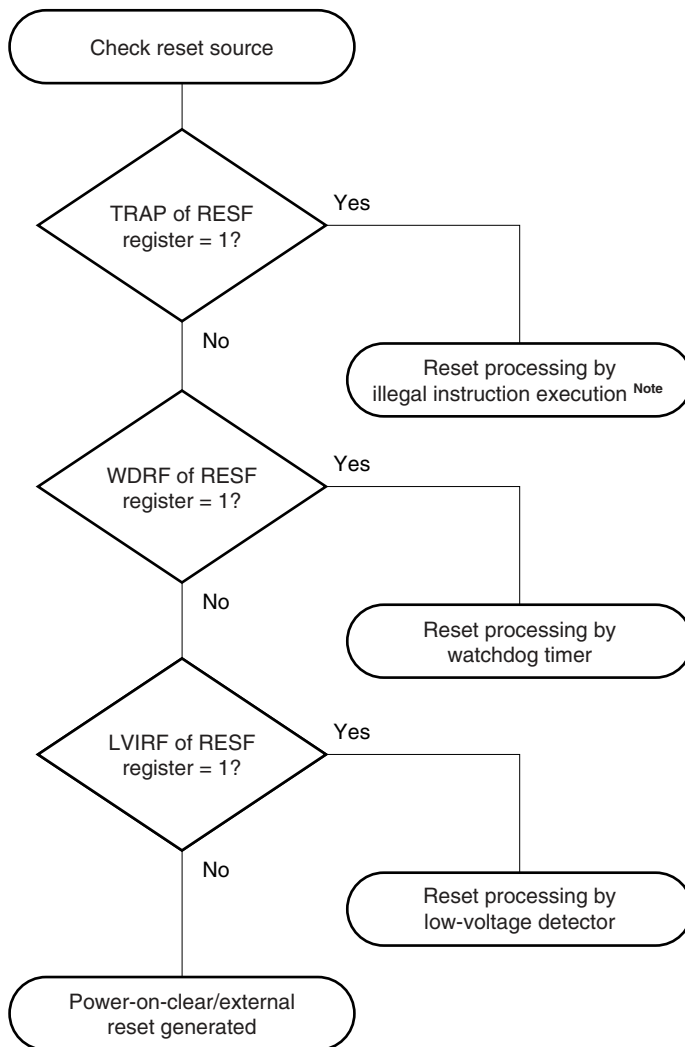 Check reset source
TRAP of RESF
register = 1?
Yes
No
Reset processing by
illegal instruction execution Note
WDRF of RESF
register = 1?
Yes
No
Reset processing by
watchdog timer
LVIRF of RESF
register = 1?
Yes
No
Reset processing by
low-voltage detector
Power-on-clear/external
reset generated